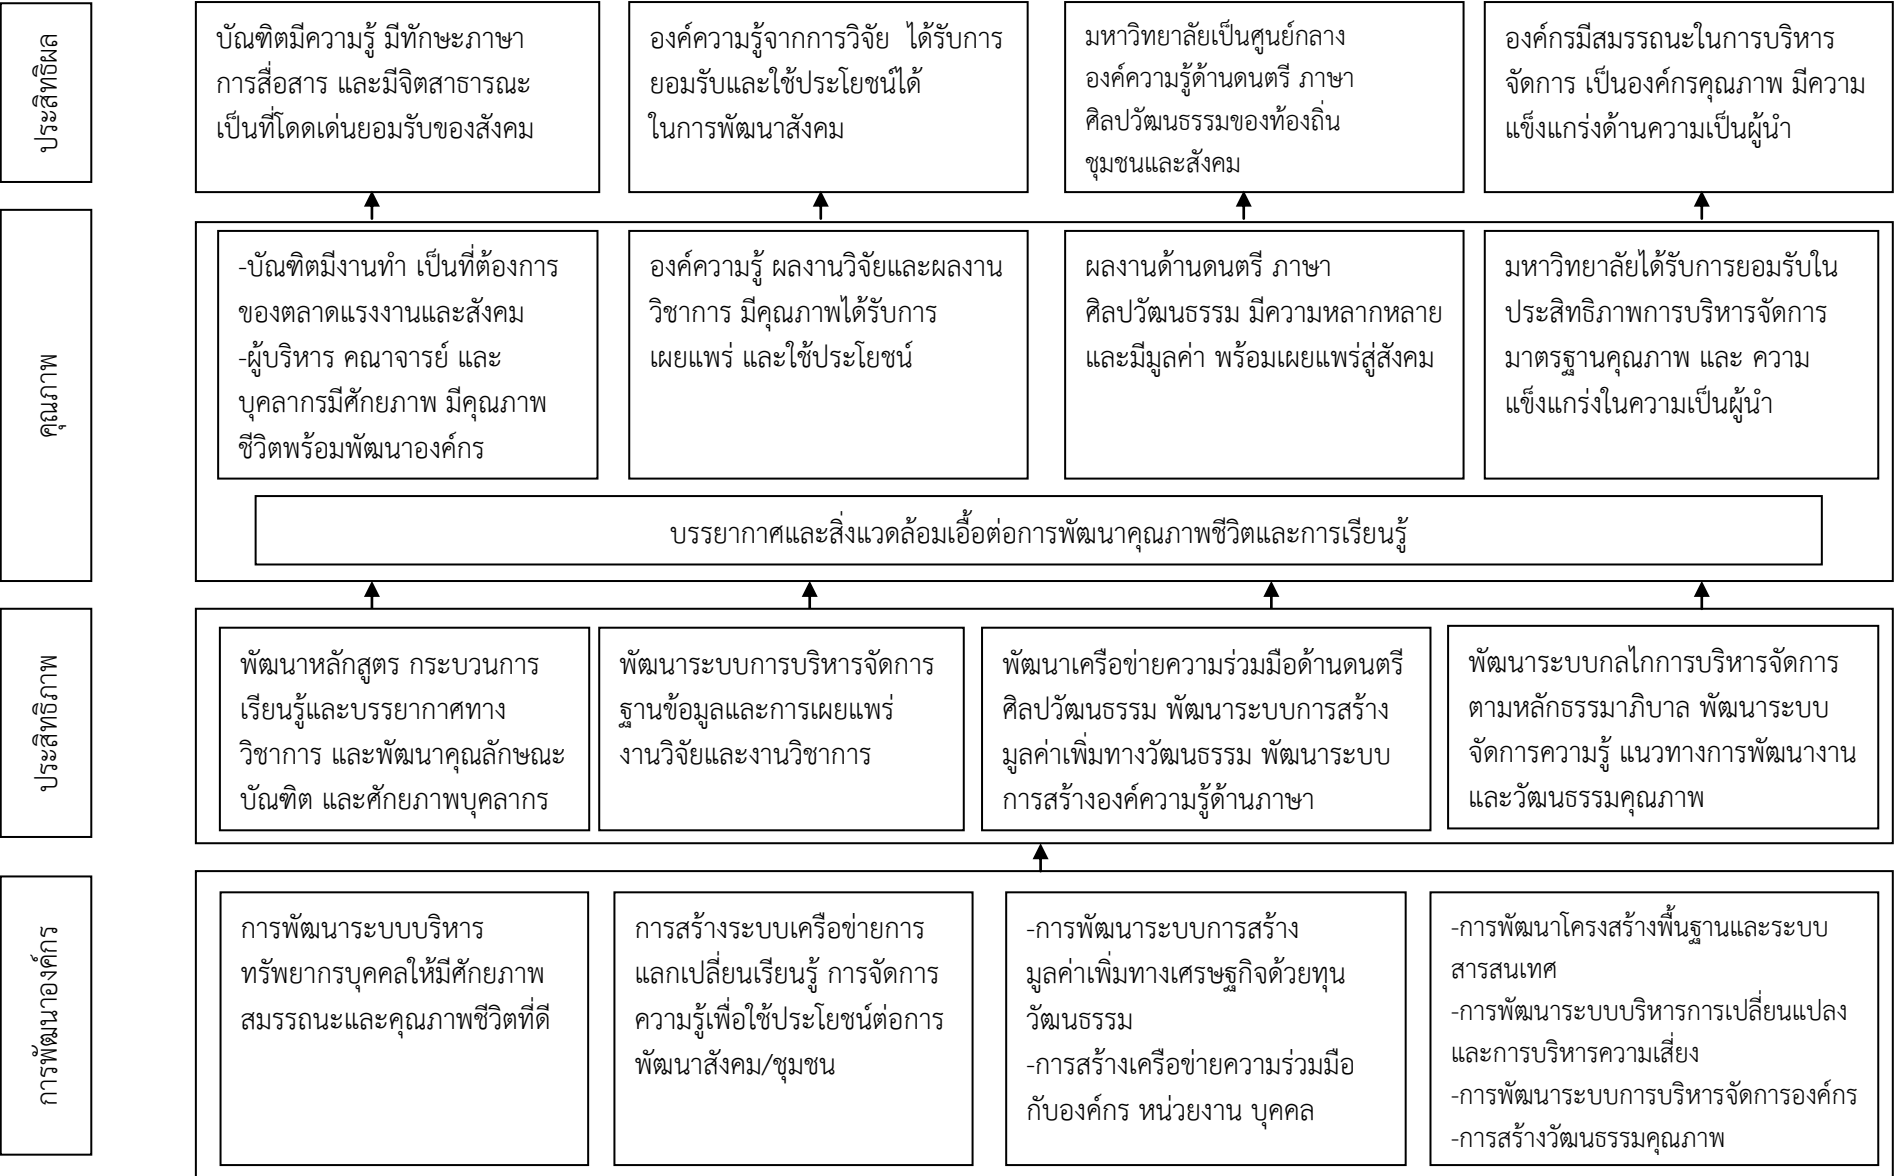 ประสิทธิผล
บัณฑิตมีความรู้ มีทักษะภาษา
การสื่อสาร และมีจิตสาธารณะ
เป็นที่โดดเด่นยอมรับของสังคม
องค์ความรู้จากการวิจัย ได้รับการ
ยอมรับและใช้ประโยชน์ได้
ในการพัฒนาสังคม
มหาวิทยาลัยเป็นศูนย์กลาง
องค์ความรู้ด้านดนตรี ภาษา
ศิลปวัฒนธรรมของท้องถิ่น
ชุมชนและสังคม
องค์กรมีสมรรถนะในการบริหาร
จัดการ เป็นองค์กรคุณภาพ มีความ
แข็งแกร่งด้านความเป็นผู้นำ
คุณภาพ
-บัณฑิตมีงานทำ เป็นที่ต้องการ
ของตลาดแรงงานและสังคม
-ผู้บริหาร คณาจารย์ และ
บุคลากรมีศักยภาพ มีคุณภาพ
ชีวิตพร้อมพัฒนาองค์กร
องค์ความรู้ ผลงานวิจัยและผลงาน
วิชาการ มีคุณภาพได้รับการ
เผยแพร่ และใช้ประโยชน์
ผลงานด้านดนตรี ภาษา
ศิลปวัฒนธรรม มีความหลากหลาย
และมีมูลค่า พร้อมเผยแพร่สู่สังคม
มหาวิทยาลัยได้รับการยอมรับใน
ประสิทธิภาพการบริหารจัดการ
มาตรฐานคุณภาพ และ ความ
แข็งแกร่งในความเป็นผู้นำ
บรรยากาศและสิ่งแวดล้อมเอื้อต่อการพัฒนาคุณภาพชีวิตและการเรียนรู้
ประสิทธิภาพ
พัฒนาหลักสูตร กระบวนการ
เรียนรู้และบรรยากาศทาง
วิชาการ และพัฒนาคุณลักษณะ
บัณฑิต และศักยภาพบุคลากร
พัฒนาระบบการบริหารจัดการ
ฐานข้อมูลและการเผยแพร่
งานวิจัยและงานวิชาการ
พัฒนาเครือข่ายความร่วมมือด้านดนตรี
ศิลปวัฒนธรรม พัฒนาระบบการสร้าง
มูลค่าเพิ่มทางวัฒนธรรม พัฒนาระบบ
การสร้างองค์ความรู้ด้านภาษา
พัฒนาระบบกลไกการบริหารจัดการ
ตามหลักธรรมาภิบาล พัฒนาระบบ
จัดการความรู้ แนวทางการพัฒนางาน
และวัฒนธรรมคุณภาพ
การพัฒนาองค์กร
การพัฒนาระบบบริหาร
ทรัพยากรบุคคลให้มีศักยภาพ
สมรรถนะและคุณภาพชีวิตที่ดี
การสร้างระบบเครือข่ายการ
แลกเปลี่ยนเรียนรู้ การจัดการ
ความรู้เพื่อใช้ประโยชน์ต่อการ
พัฒนาสังคม/ชุมชน
-การพัฒนาระบบการสร้าง
มูลค่าเพิ่มทางเศรษฐกิจด้วยทุน
วัฒนธรรม
-การสร้างเครือข่ายความร่วมมือ
กับองค์กร หน่วยงาน บุคคล
-การพัฒนาโครงสร้างพื้นฐานและระบบ
สารสนเทศ
-การพัฒนาระบบบริหารการเปลี่ยนแปลง
และการบริหารความเสี่ยง
-การพัฒนาระบบการบริหารจัดการองค์กร
-การสร้างวัฒนธรรมคุณภาพ